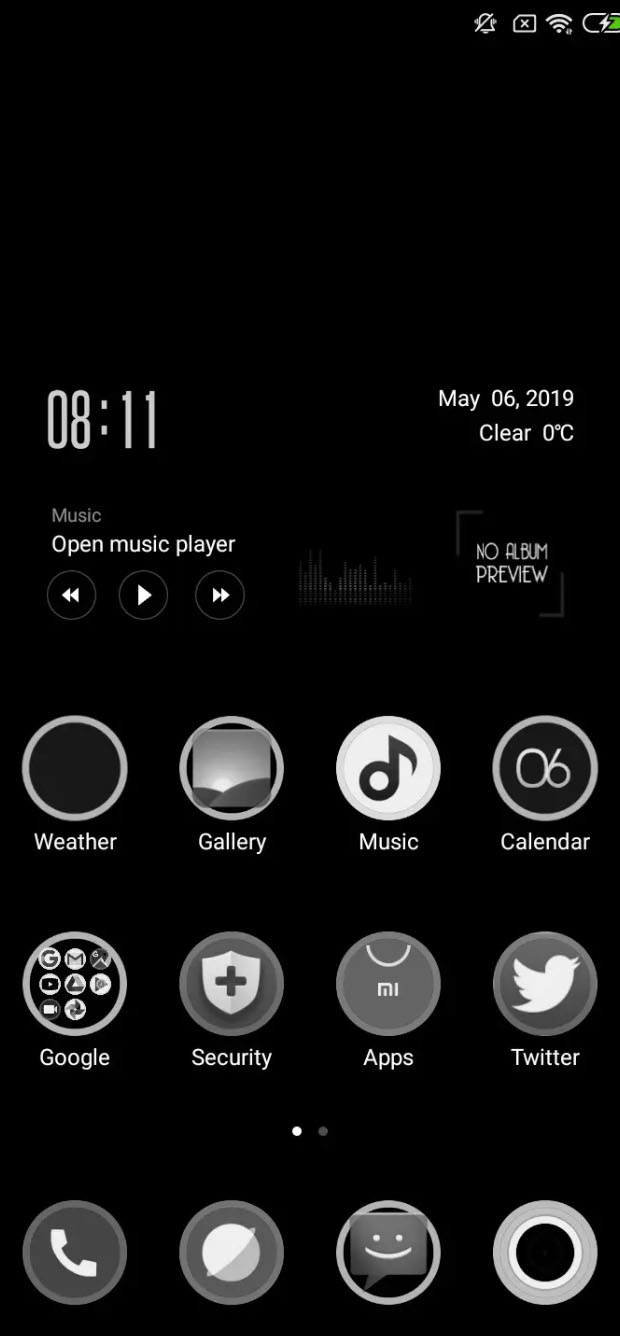 08:11
May 06, 2019
Clear 0℃
Music
Open music player
NO ALBUM
PREVIEW
06
Weather
Gallery
Music
Calendar
mi
Google
Security
Apps
Twitter